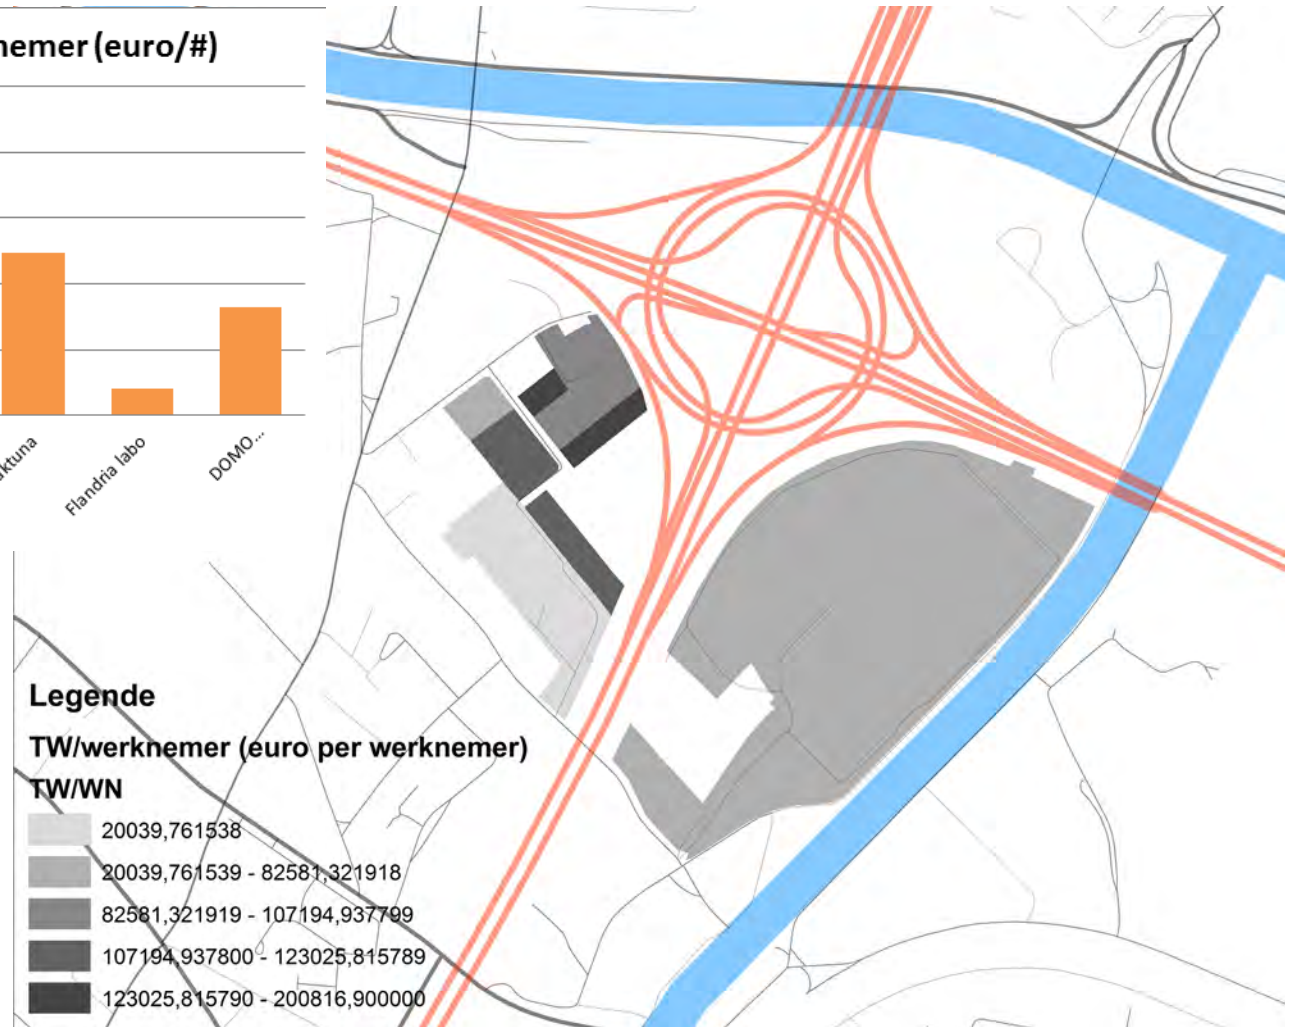 nemer (euro/#)
aktuna
Flandria labo
DOMO...
Legende
TW/werknemer (euro per werknemer)
TW/WN
20039,761538
20039,761539 - 82581,321918
82581,321919 - 107194,937799
107194,937800 - 123025,815789
123025,815790 - 200816,900000